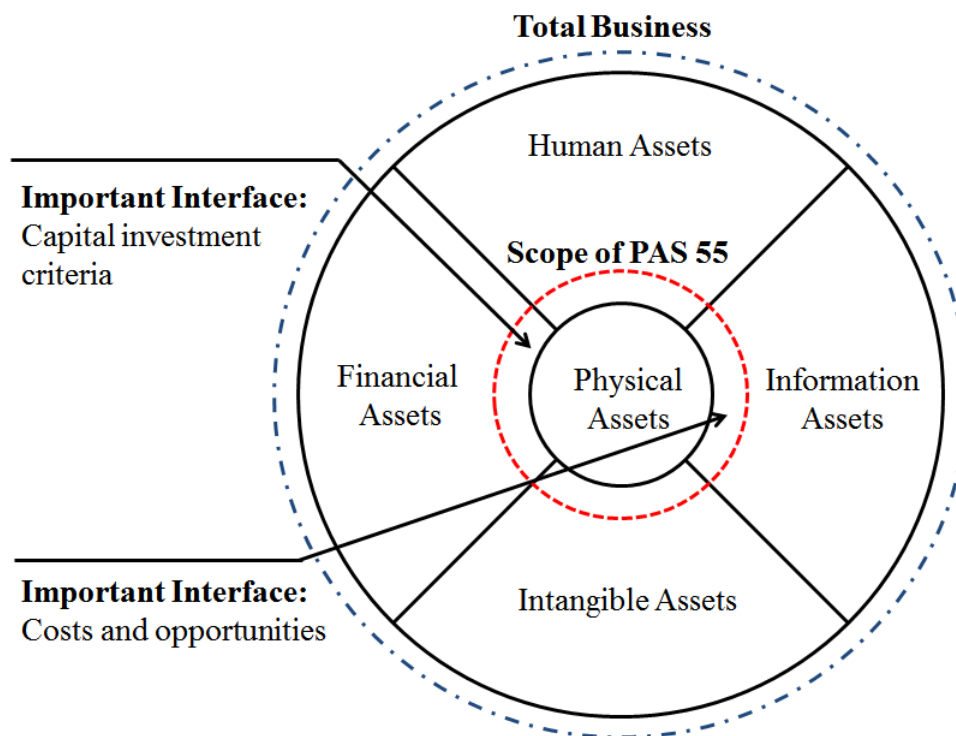 Total Business
Human Assets
Important Interface:
Capital investment
criteria
Scope of PAS 55
Financial
Assets
Physical
Assets
Information
Assets
Important Interface:
Costs and opportunities
Intangible Assets